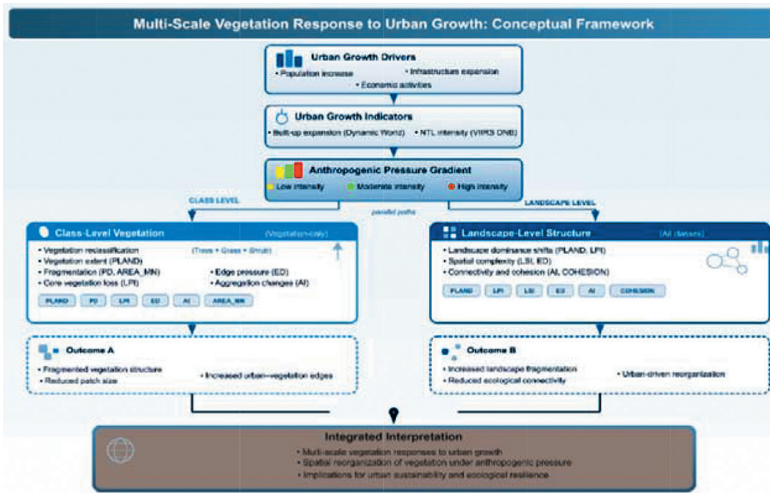 Multi-Scale Vegetation Response to Urban Growth: Conceptual Framework
Urban Growth Drivers
• Population increase • Infrastructure expansion
• Economic activities
Urban Growth Indicators
• Built-up expansion (Dynamic World) • NTL intensity (VIIRS DNB)
Anthropogenic Pressure Gradient
Low intensity Moderate intensity High intensity
CLASS LEVEL
LANDSCAPE LEVEL
parallel paths
Class-Level Vegetation (Vegetation-only)
• Vegetation reclassification (Trees + Grass + Shrub)
• Vegetation extent (PLAND)
• Fragmentation (PD, AREA_MN) • Edge pressure (ED)
• Core vegetation loss (LPI) • Aggregation changes (AI)
PLAND PD LPI ED AI AREA_MN
Landscape-Level Structure (All classes)
• Landscape dominance shifts (PLAND, LPI)
• Spatial complexity (LSI, ED)
• Connectivity and cohesion (AI, COHESION)
PLAND LPI LSI ED AI COHESION
Outcome A
• Fragmented vegetation structure
• Reduced patch size
• Increased urban–vegetation edges
Outcome B
• Increased landscape fragmentation
• Reduced ecological connectivity
• Urban-driven reorganization
Integrated Interpretation
• Multi-scale vegetation responses to urban growth
• Spatial reorganization of vegetation under anthropogenic pressure
• Implications for urban sustainability and ecological resilience